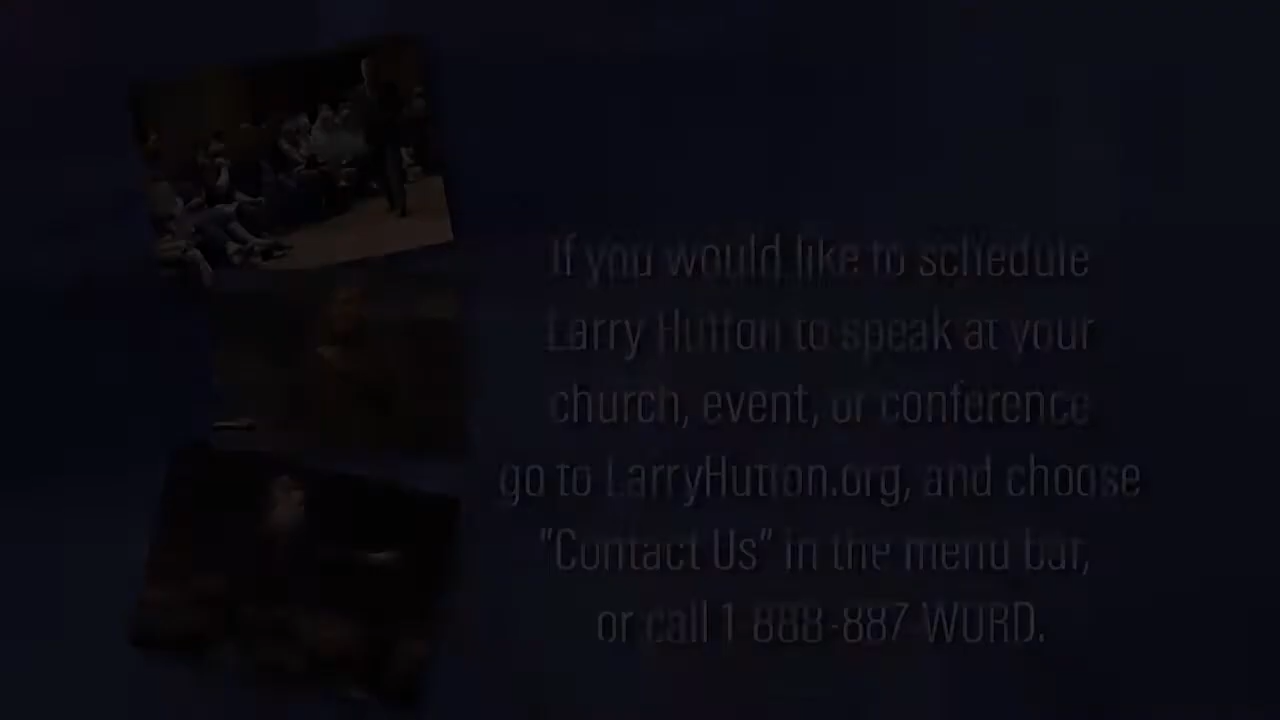 If you would like to schedule
Larry Hutton to speak at your
church, event, or conference
go to LarryHutton.org, and choose
"Contact Us" in the menu bar,
or call 1-888-887-WORD.